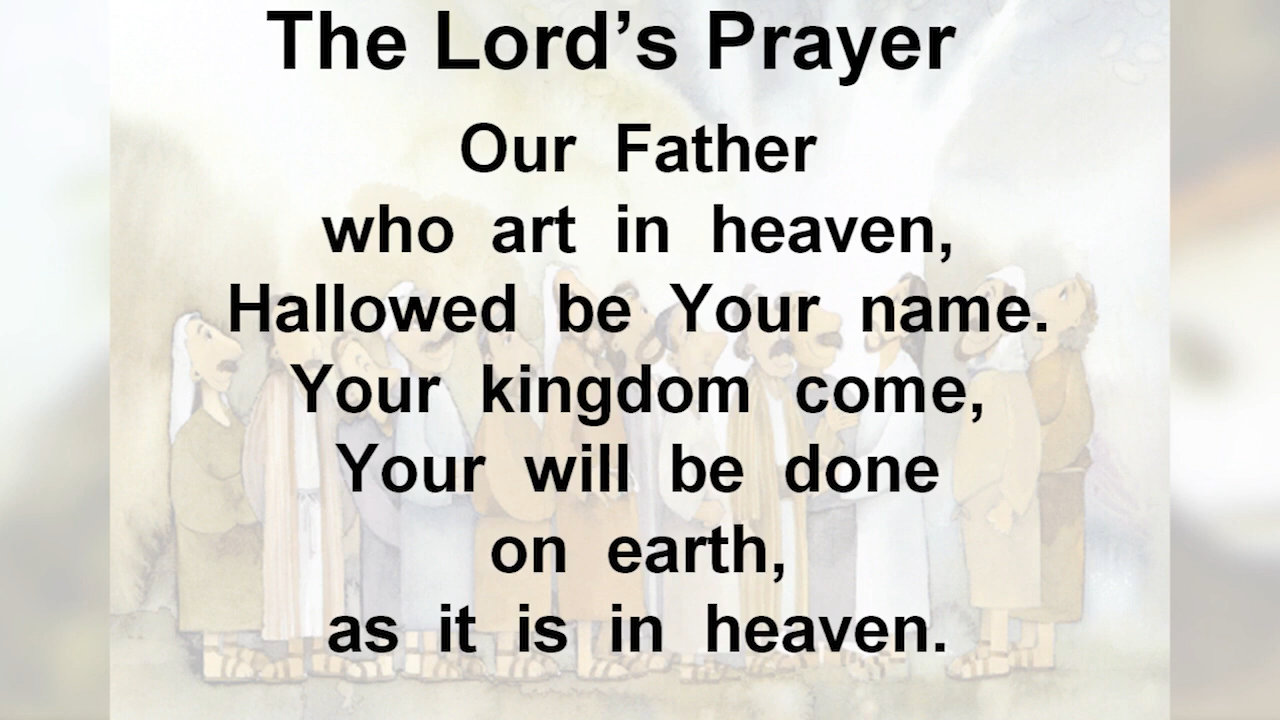 The Lord’s Prayer
Our Father
who art in heaven,
Hallowed be Your name.
Your kingdom come,
Your will be done
on earth,
as it is in heaven.